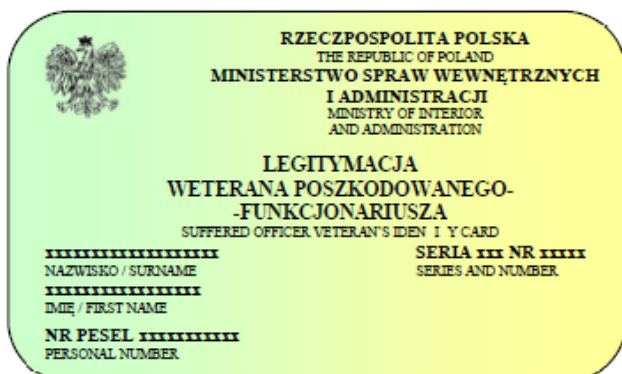 RZECZPOSPOLITA POLSKA
THE REPUBLIC OF POLAND
MINISTERSTWO SPRAW WEWNĘTRZNYCH
I ADMINISTRACJI
MINISTRY OF INTERIOR
AND ADMINISTRATION
LEGITYMACJA
WETERANA POSZKODOWANEGO-
-FUNKCJONARIUSZA
SUFFERED OFFICER VETERAN'S IDEN I Y CARD
xxxxxxxxxxxxxxxxxxx SERIA xxx NR xxxxx
NAZWISKO / SURNAME SERIES AND NUMBER
xxxxxxxxxxxxxxxxx
IMIĘ / FIRST NAME
NR PESEL xxxxxxxxxxx
PERSONAL NUMBER